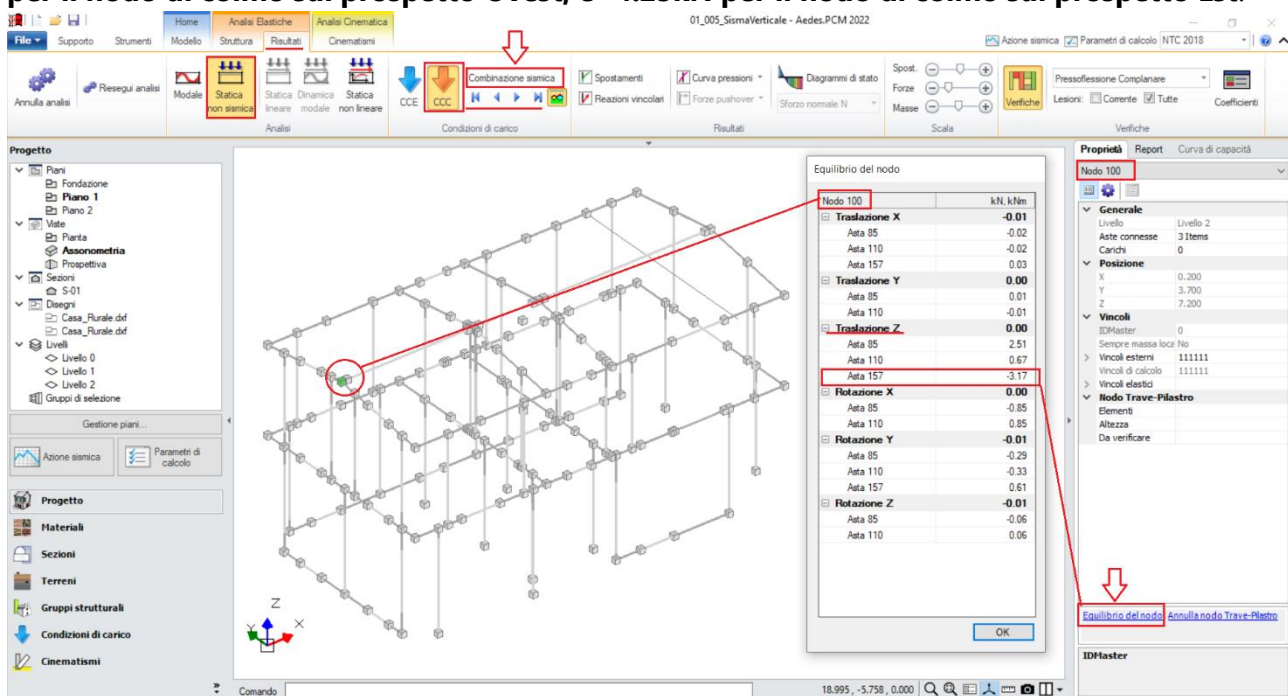 per il nodo di colmo sul prospetto Ovest, e -4.29kN per il nodo di colmo sul prospetto Est.
Home Analisi Elastiche Analisi Cinematica 01_005_SismaVerticale - Aedes.PCM 2022
File Supporto Strumenti Modello Struttura Risultati Cinematismi Azione sismica Parametri di calcolo NTC 2018
Annulla analisi
Riesegui analisi
Modale
Statica non sismica
Statica lineare
Dinamica modale
Statica non lineare
CCE
CCC
Combinazione sismica
Spostamenti
Reazioni vincolari
Curva pressioni
Forze pushover
Diagrammi di stato
Sforzo normale N
Spost.
Forze
Masse
Verifiche
Pressoflessione Complanare
Lesioni: Corrente Tutte
Coefficienti
Analisi Condizioni di carico Risultati Scala Verifiche
Progetto
Piani
Fondazione
Piano 1
Piano 2
Viste
Pianta
Assonometria
Prospettiva
Sezioni
S-01
Disegni
Casa_Rurale.dxf
Casa_Rurale.dxf
Livelli
Livello 0
Livello 1
Livello 2
Gruppi di selezione
Gestione piani...
Azione sismica
Parametri di calcolo
Progetto
Materiali
Sezioni
Terreni
Gruppi strutturali
Condizioni di carico
Cinematismi
Z
Y
X
Equilibrio del nodo
Nodo 100 kN, kNm
Traslazione X -0.01
Asta 85 -0.02
Asta 110 -0.02
Asta 157 0.03
Traslazione Y 0.00
Asta 85 0.01
Asta 110 -0.01
Traslazione Z 0.00
Asta 85 2.51
Asta 110 0.67
Asta 157 -3.17
Rotazione X 0.00
Asta 85 -0.85
Asta 110 0.85
Rotazione Y -0.01
Asta 85 -0.29
Asta 110 -0.33
Asta 157 0.61
Rotazione Z -0.01
Asta 85 -0.06
Asta 110 0.06
OK
Proprietà Report Curva di capacità
Nodo 100
Generale
Livello Livello 2
Aste connesse 3 Items
Carichi 0
Posizione
X 0.200
Y 3.700
Z 7.200
Vincoli
IDMaster 0
Sempre massa loca No
Vincoli esterni 111111
Vincoli di calcolo 111111
Vincoli elastici
Nodo Trave-Pilastro
Elementi
Altezza
Da verificare
Equilibrio del nodo Annulla nodo Trave-Pilastro
IDMaster
Comando
18.995 , -5.758 , 0.000